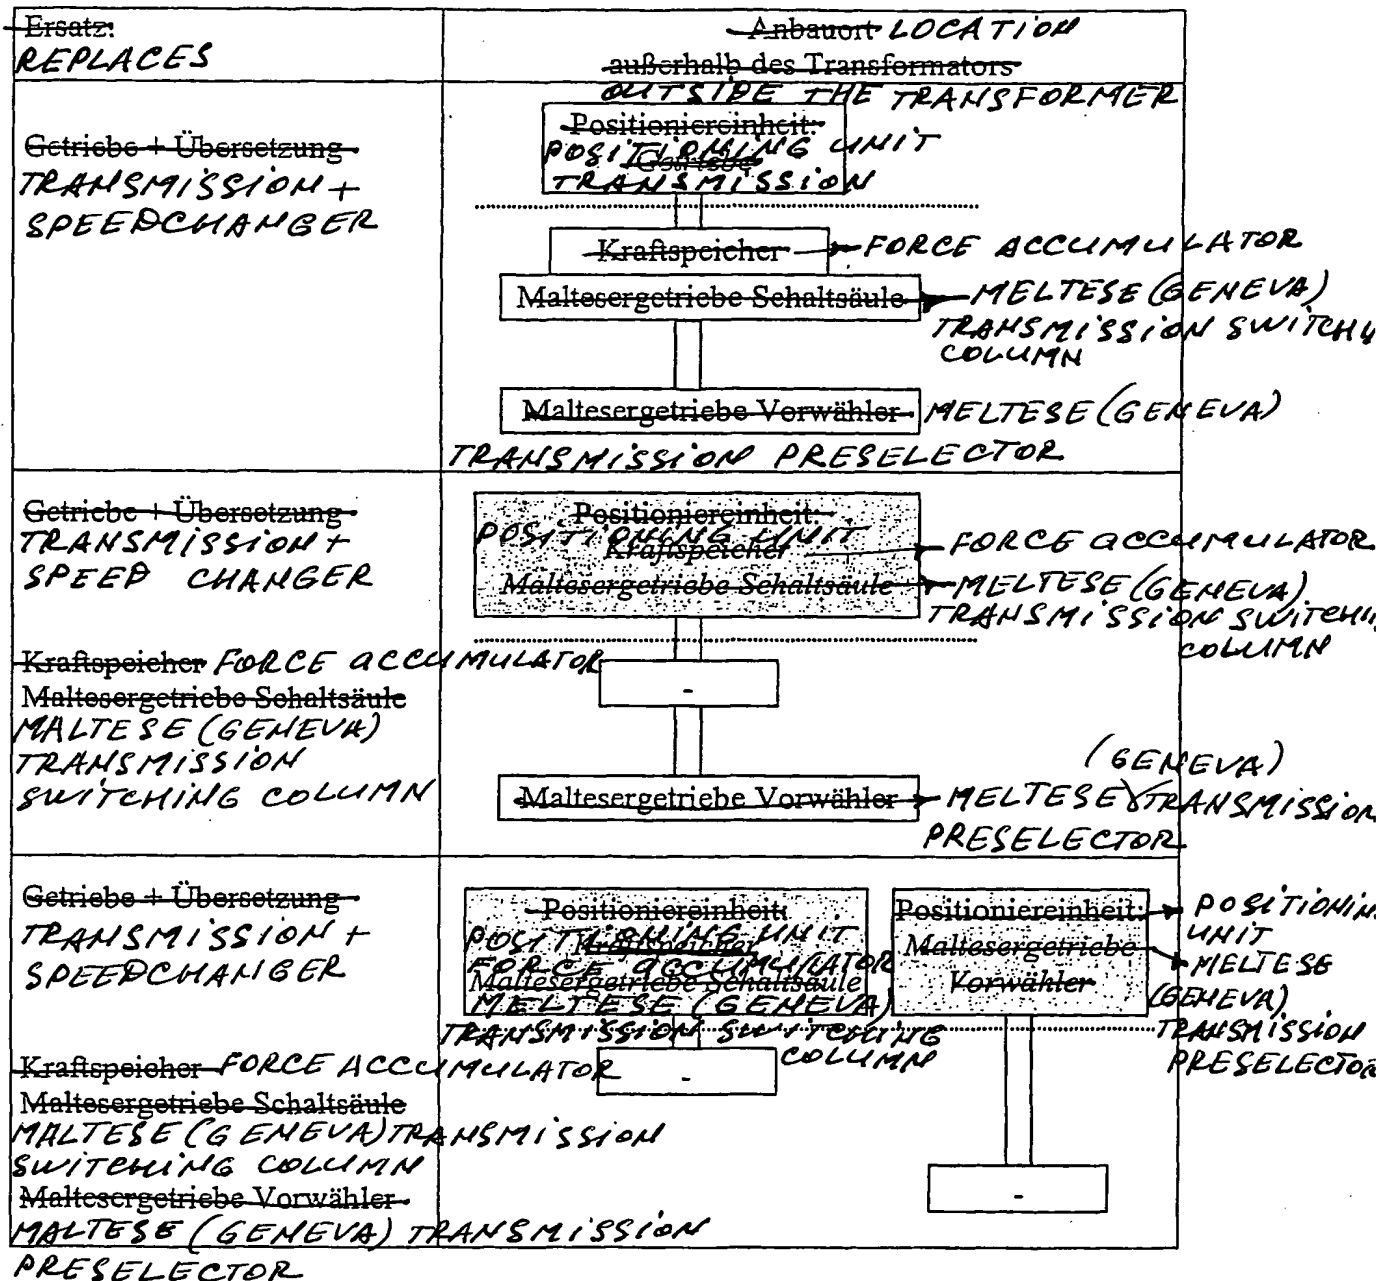 Ersatz:
REPLACES
Anbauort LOCATION
außerhalb des Transformators
OUTSIDE THE TRANSFORMER
Getriebe + Übersetzung
TRANSMISSION +
SPEEDCHANGER
Positioniereinheit:
POSITIONING UNIT
Getriebe
TRANSMISSION
Kraftspeicher FORCE ACCUMULATOR
Maltesergetriebe Schaltsäule MELTESE (GENEVA)
TRANSMISSION SWITCHI
COLUMN
Maltesergetriebe Vorwähler MELTESE (GENEVA)
TRANSMISSION PRESELECTOR
Getriebe + Übersetzung
TRANSMISSION +
SPEED CHANGER
Kraftspeicher FORCE ACCUMULATOR
Maltesergetriebe Schaltsäule
MALTESE (GENEVA)
TRANSMISSION
SWITCHING COLUMN
Positioniereinheit:
POSITIONING UNIT
Kraftspeicher FORCE ACCUMULATOR
Maltesergetriebe Schaltsäule MELTESE (GENEVA)
TRANSMISSION SWITCHIN
COLUMN
-
(GENEVA)
Maltesergetriebe Vorwähler MELTESE TRANSMISSION
PRESELECTOR
Getriebe + Übersetzung
TRANSMISSION +
SPEEDCHANGER
Kraftspeicher FORCE ACCUMULATOR
Maltesergetriebe Schaltsäule
MALTESE (GENEVA) TRANSMISSION
SWITCHING COLUMN
Maltesergetriebe Vorwähler
MALTESE (GENEVA) TRANSMISSION
PRESELECTOR
Positioniereinheit:
POSITIONING UNIT
Kraftspeicher
FORCE ACCUMULATOR
Maltesergetriebe Schaltsäule
MELTESE (GENEVA)
TRANSMISSION SWITCHING
COLUMN
-
Positioniereinheit: POSITIONIN
UNIT
Maltesergetriebe MELTESE
Vorwähler (GENEVA)
TRANSMISSION
PRESELECTOR
-